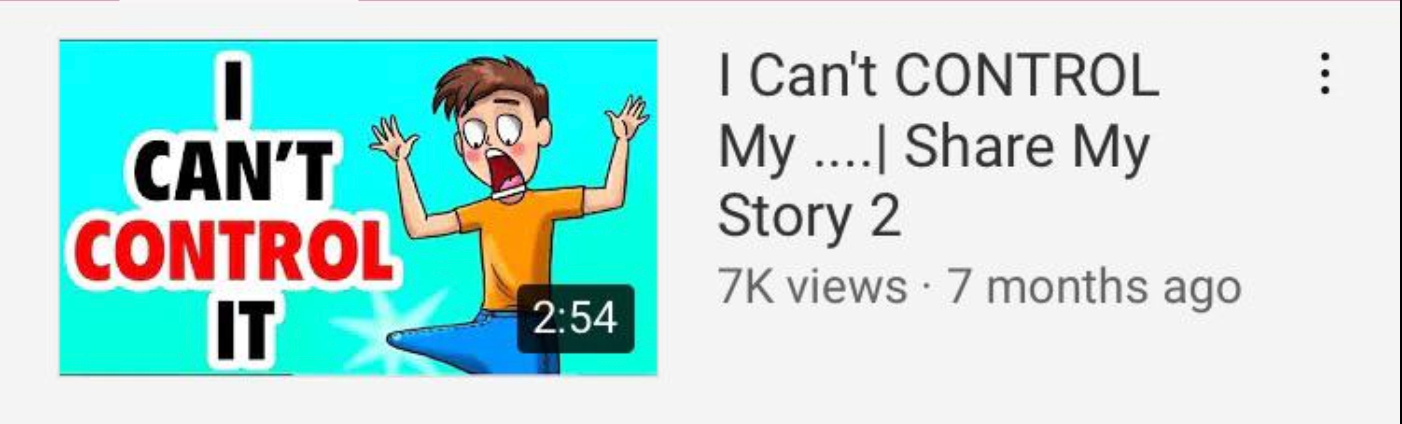 I
CAN'T
CONTROL
IT
2:54
I Can't CONTROL
My ....| Share My
Story 2
7K views · 7 months ago